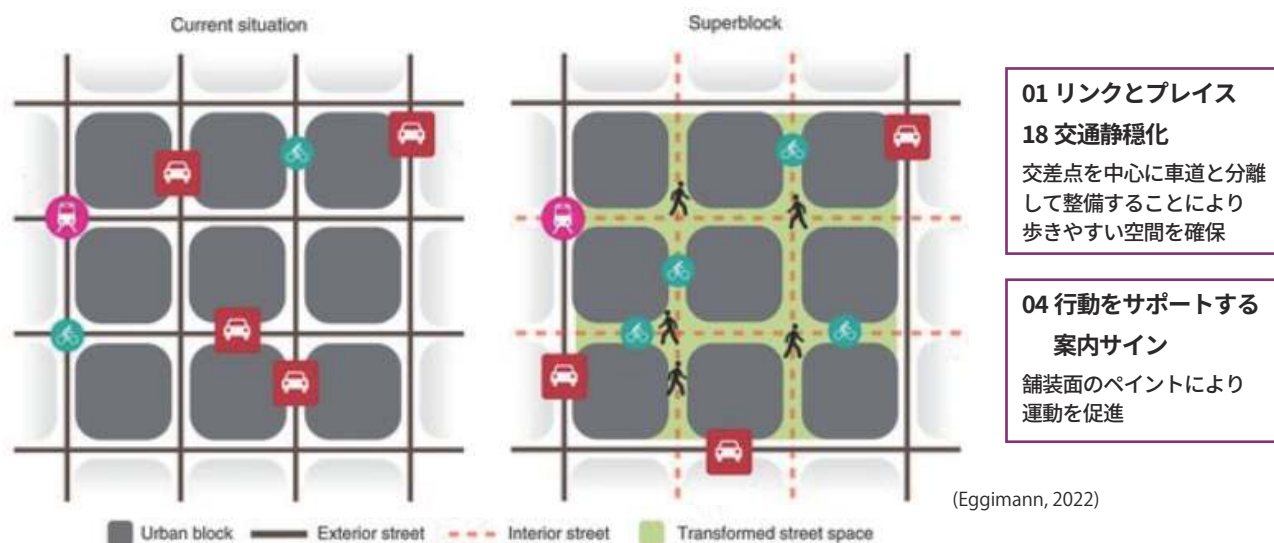 Current situation
Superblock
01 リンクとプレイス
18 交通静穏化
交差点を中心に車道と分離
して整備することにより
歩きやすい空間を確保
04 行動をサポートする
案内サイン
舗装面のペイントにより
運動を促進
(Eggimann, 2022)
Urban block
Exterior street
Interior street
Transformed street space